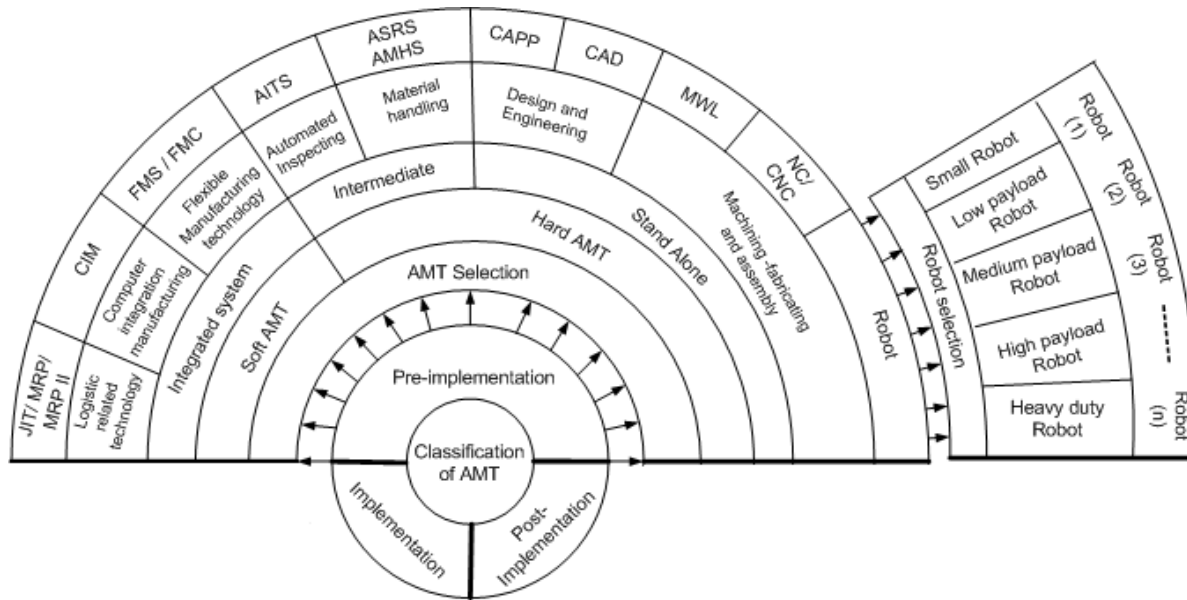 ASRS
AMHS
CAPP
CAD
AITS
MWL
FMS / FMC
NC/
CNC
CIM
JIT/ MRP/
MRP II
Material
handling
Design and
Engineering
Automated
Inspecting
Flexible
Manufacturing
technology
Computer
integration
manufacturing
Logistic
related
technology
Machining -fabricating
and assembly
Robot
Intermediate
Stand Alone
Integrated system
Hard AMT
Soft AMT
AMT Selection
Pre-implementation
Classification
of AMT
Implementation
Post-
Implementation
Robot selection
Small Robot
Low payload
Robot
Medium payload
Robot
High payload
Robot
Heavy duty
Robot
Robot
(1)
Robot
(2)
Robot
(3)
Robot
(n)